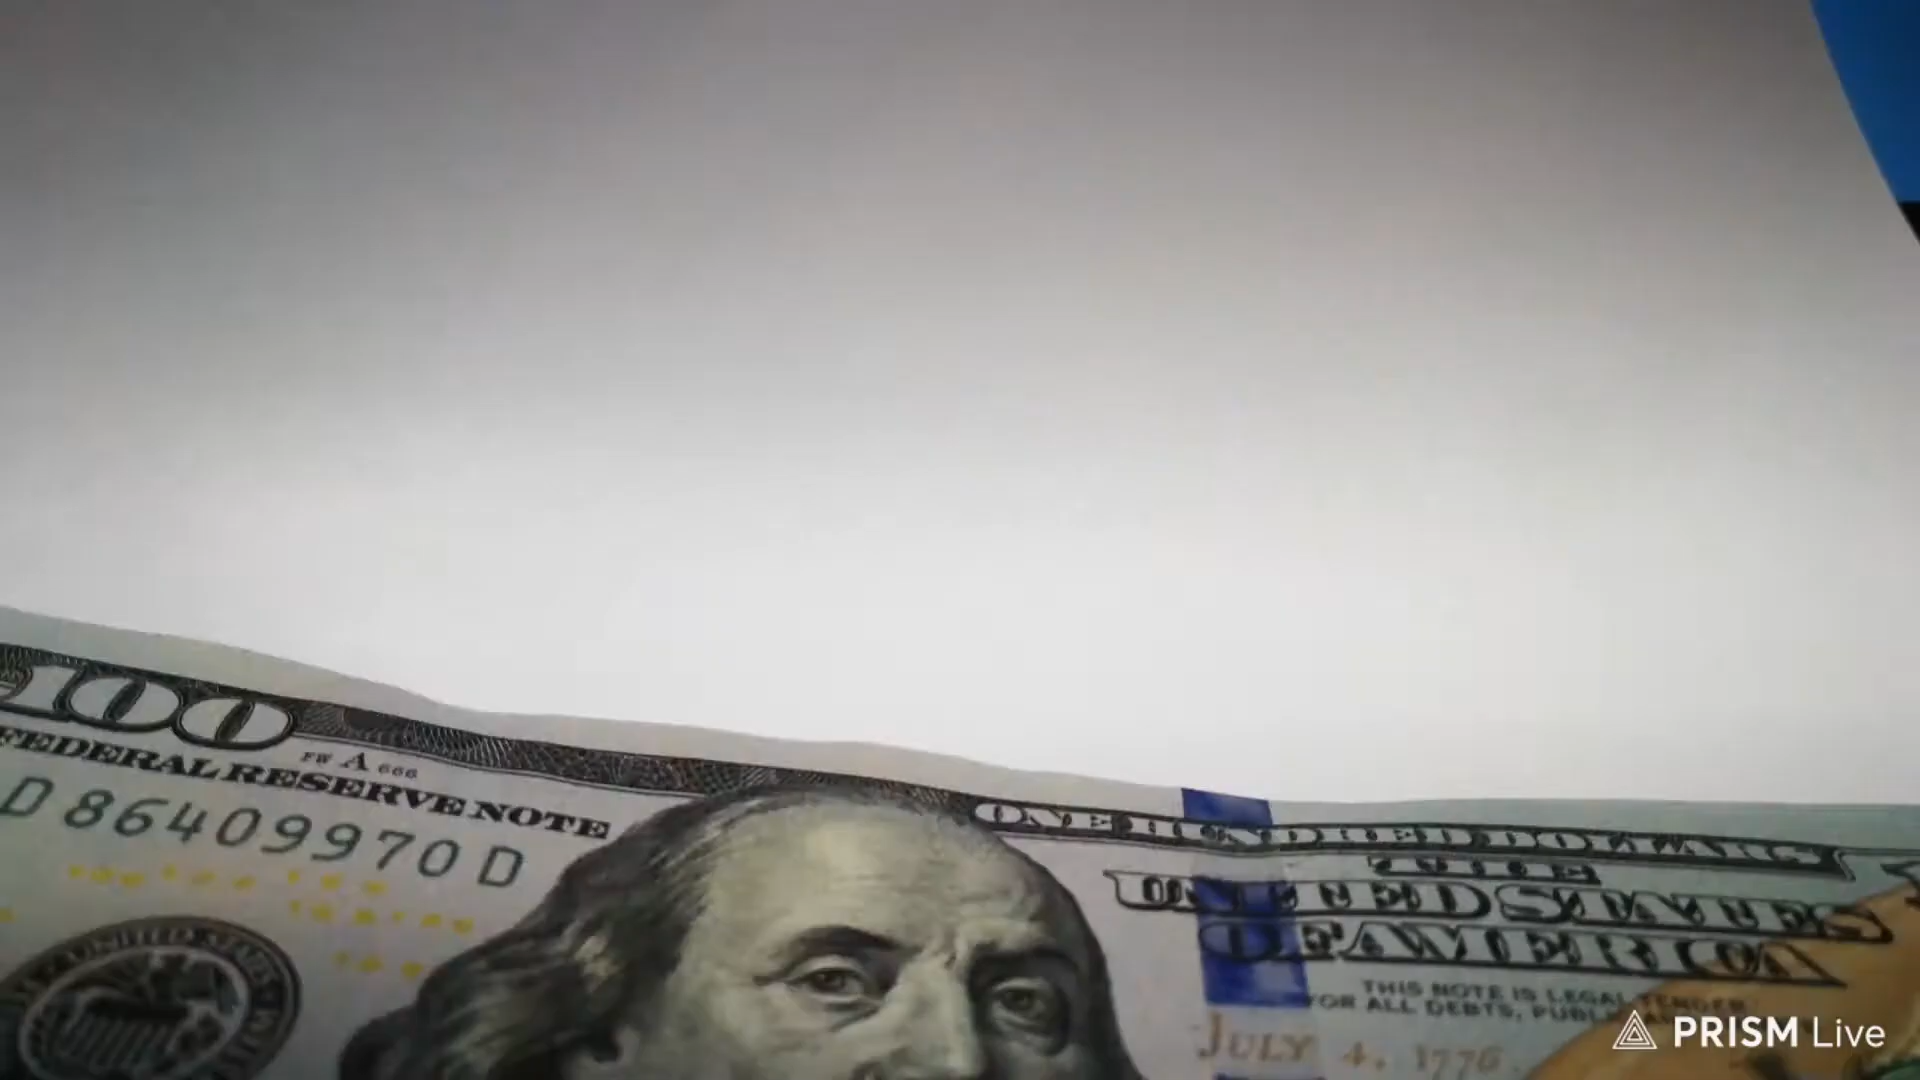 100
FW A 666
FEDERAL RESERVE NOTE
D 86409970 D
ONE HUNDRED DOLLARS
THE
UNITED STATES
OF AMERICA
THIS NOTE IS LEGAL TENDER
FOR ALL DEBTS, PUBLIC
JULY 4, 1776
PRISM Live